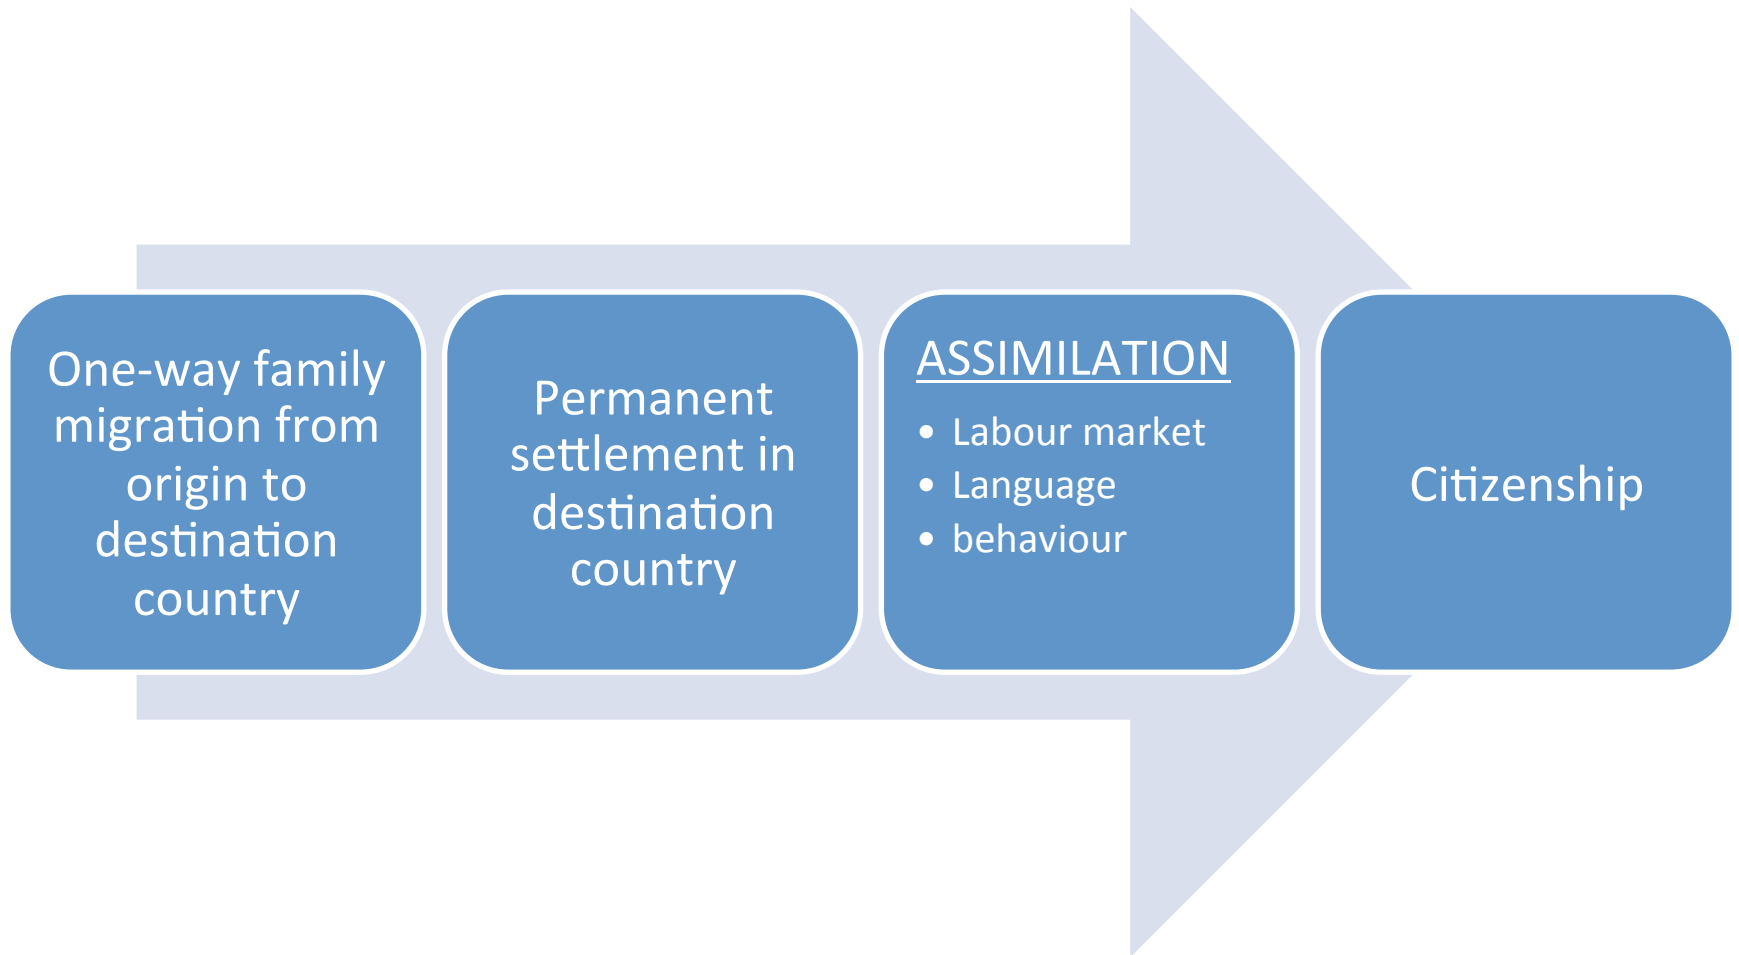 One-way family
migration from
origin to
destination
country
Permanent
settlement in
destination
country
ASSIMILATION
• Labour market
• Language
• behaviour
Citizenship